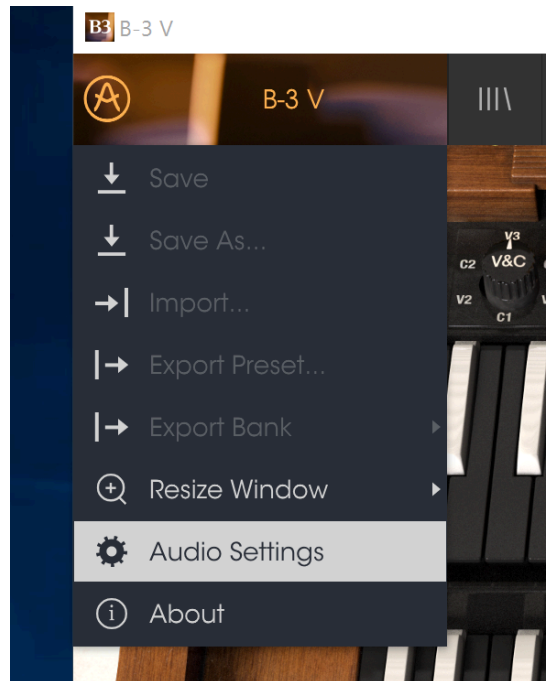 B3 B-3 V
B-3 V
Save
Save As...
Import...
Export Preset...
Export Bank
Resize Window
Audio Settings
About
V3
C2 V&C
V2
C1